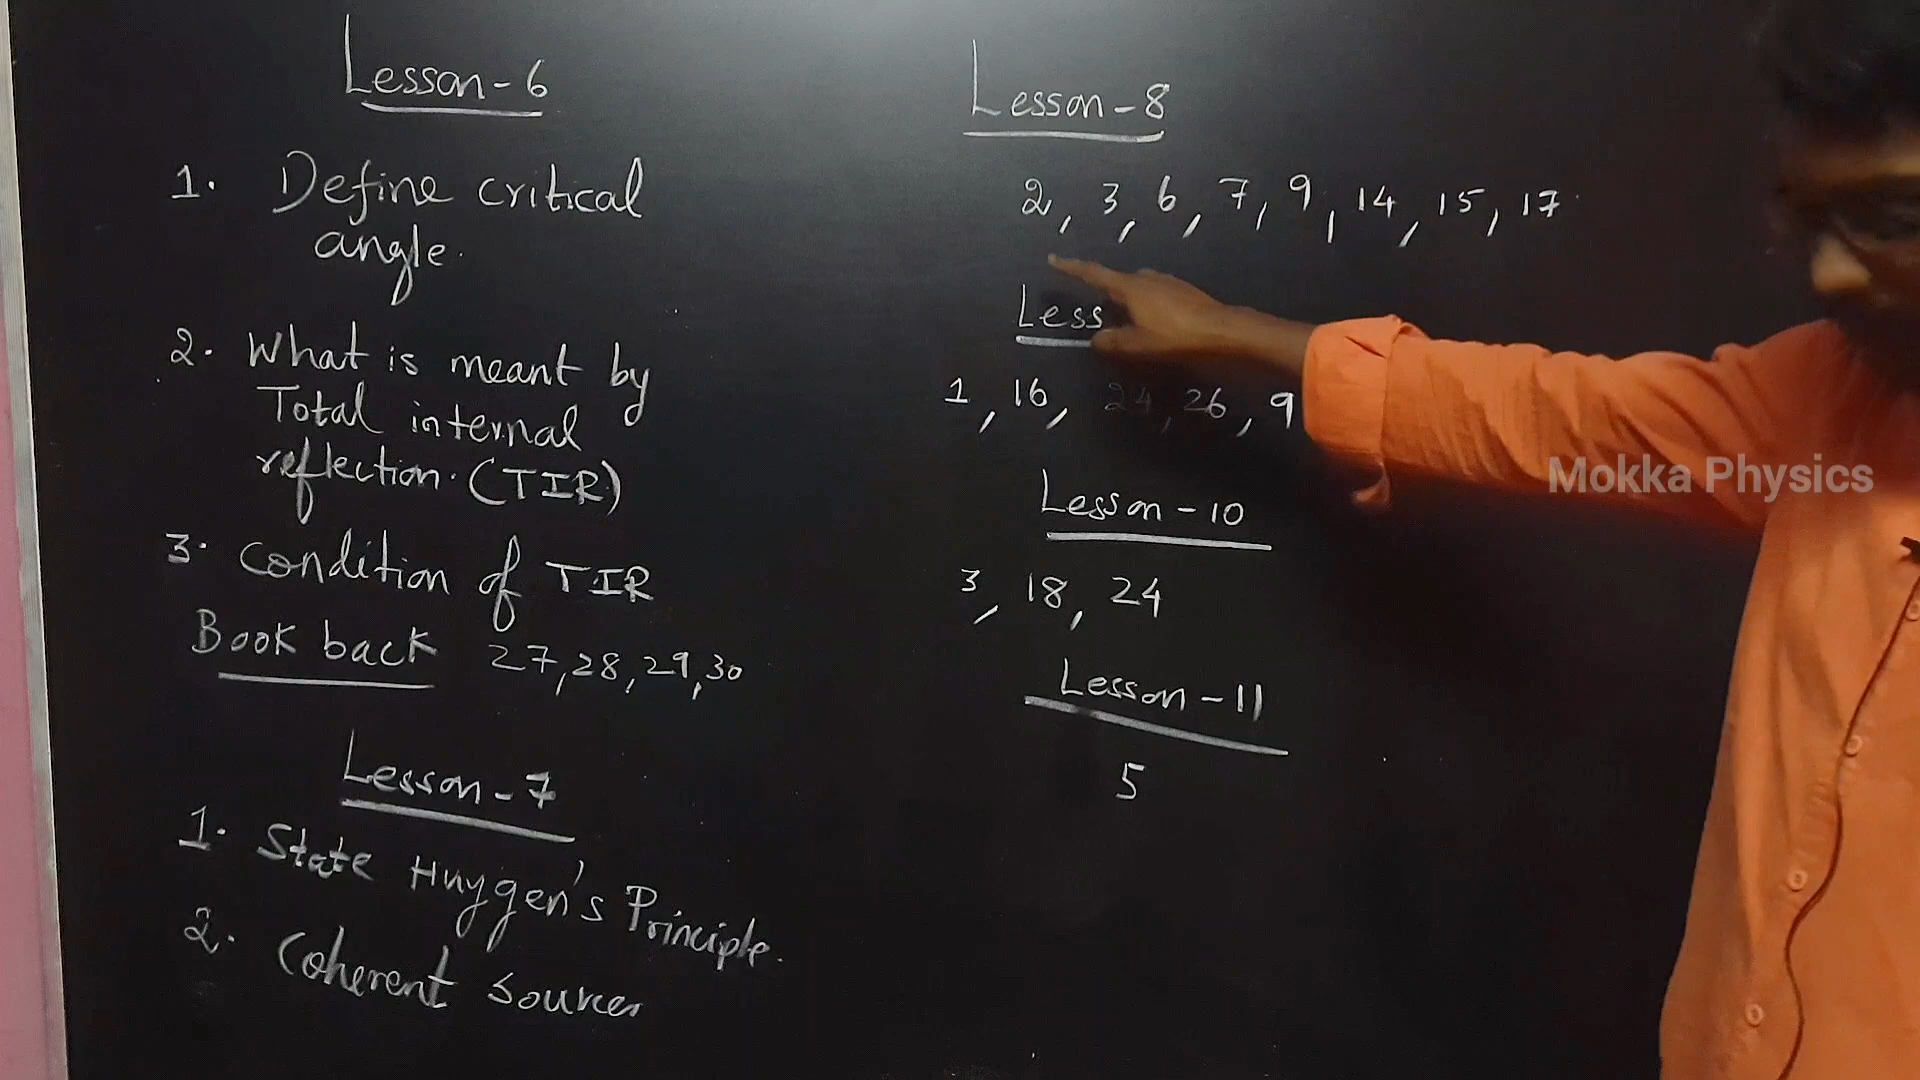 Lesson-6
1. Define critical
angle.
2. What is meant by
Total internal
reflection. (TIR)
3. Condition of TIR
Book back 27, 28, 29, 30
Lesson-7
1. State Huygen's Principle.
2. Coherent sources
Lesson-8
2, 3, 6, 7, 9, 14, 15, 17.
Less
1, 16, 24, 26, 9
Lesson-10
3, 18, 24
Lesson-11
5
Mokka Physics